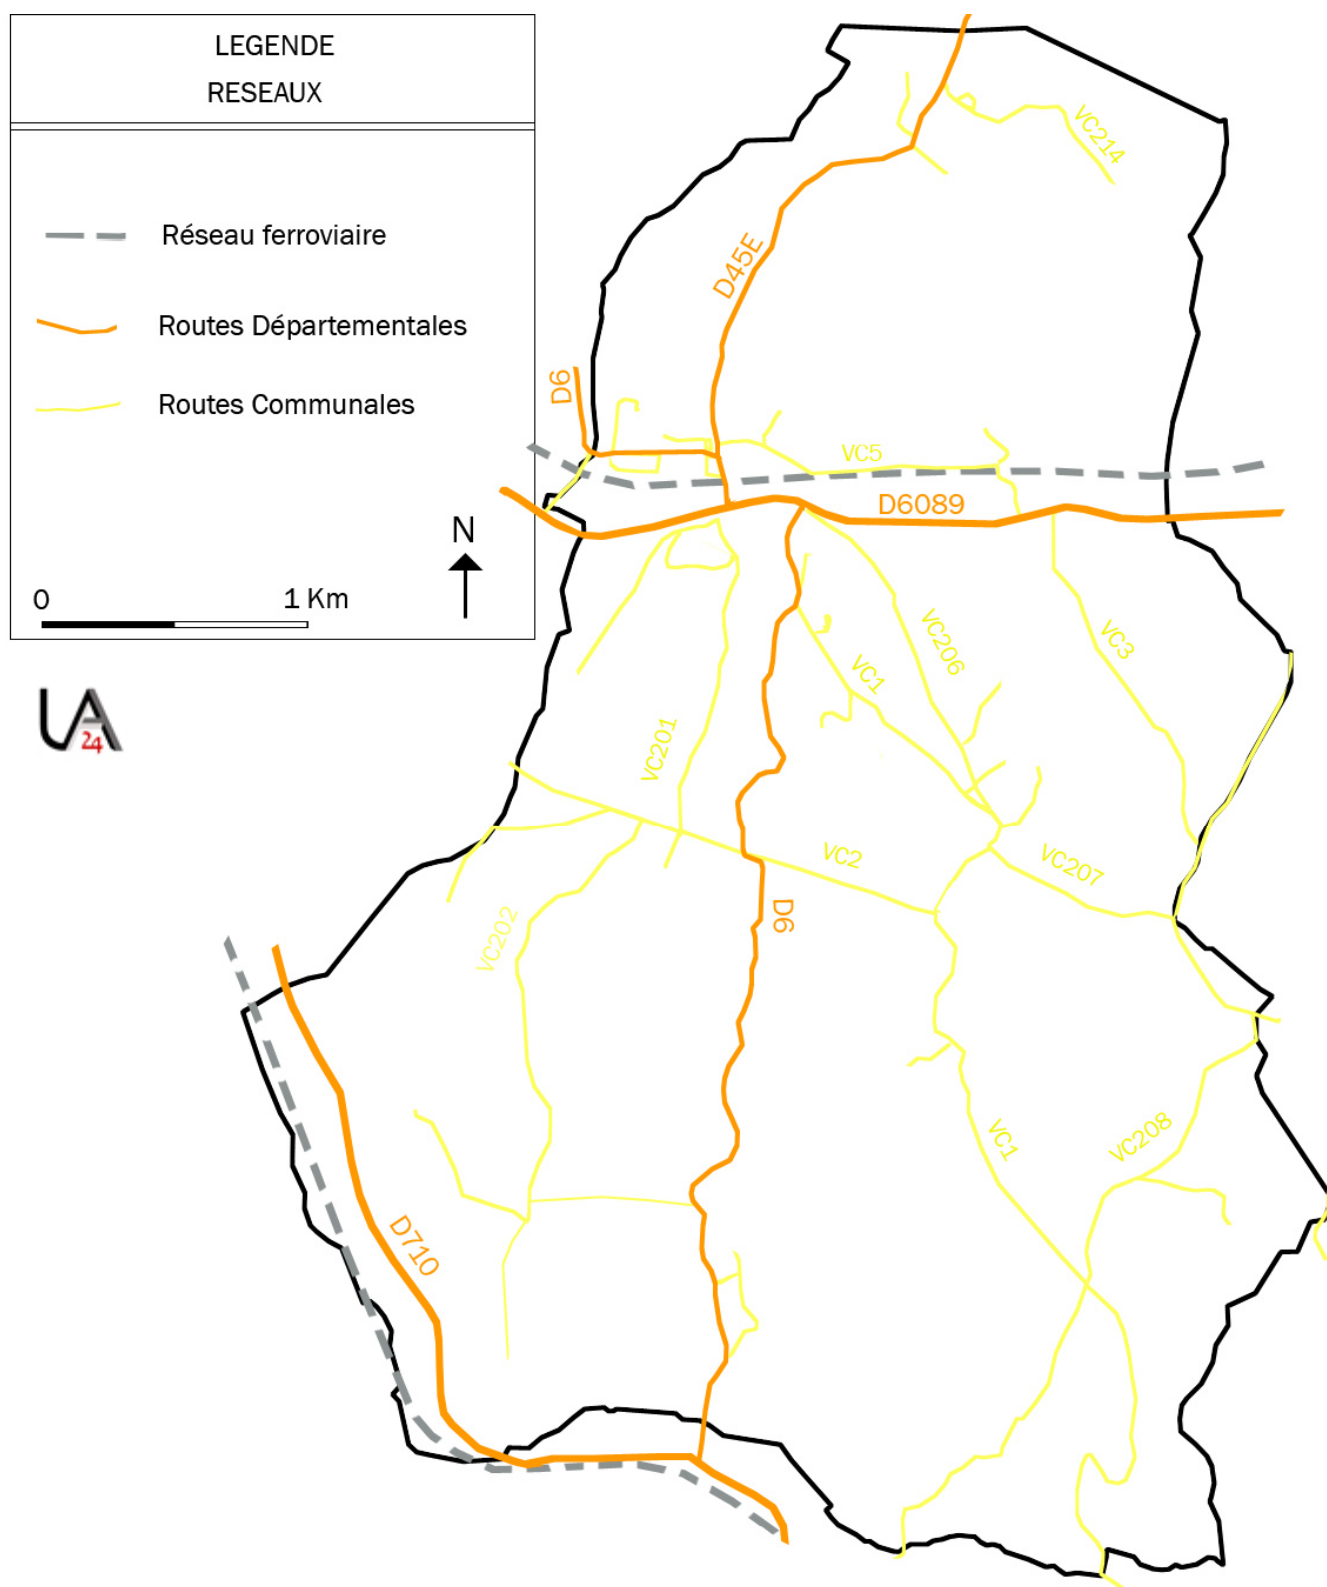 LEGENDE
RESEAUX
Réseau ferroviaire
Routes Départementales
Routes Communales
0 1 Km
N
24
VC214
D45E
D6
VC5
D6089
VC206
VC3
VC1
VC201
VC2
VC207
D6
VC202
VC1
VC208
D710